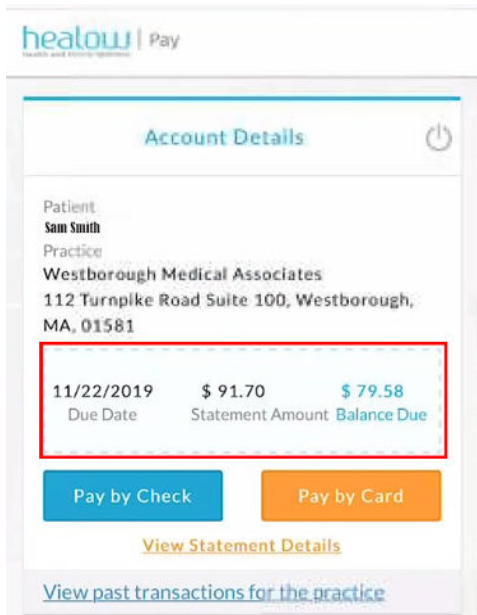 healow | Pay
Account Details
Patient
Sam Smith
Practice
Westborough Medical Associates
112 Turnpike Road Suite 100, Westborough,
MA, 01581
11/22/2019 $ 91.70 $ 79.58
Due Date Statement Amount Balance Due
Pay by Check Pay by Card
View Statement Details
View past transactions for the practice